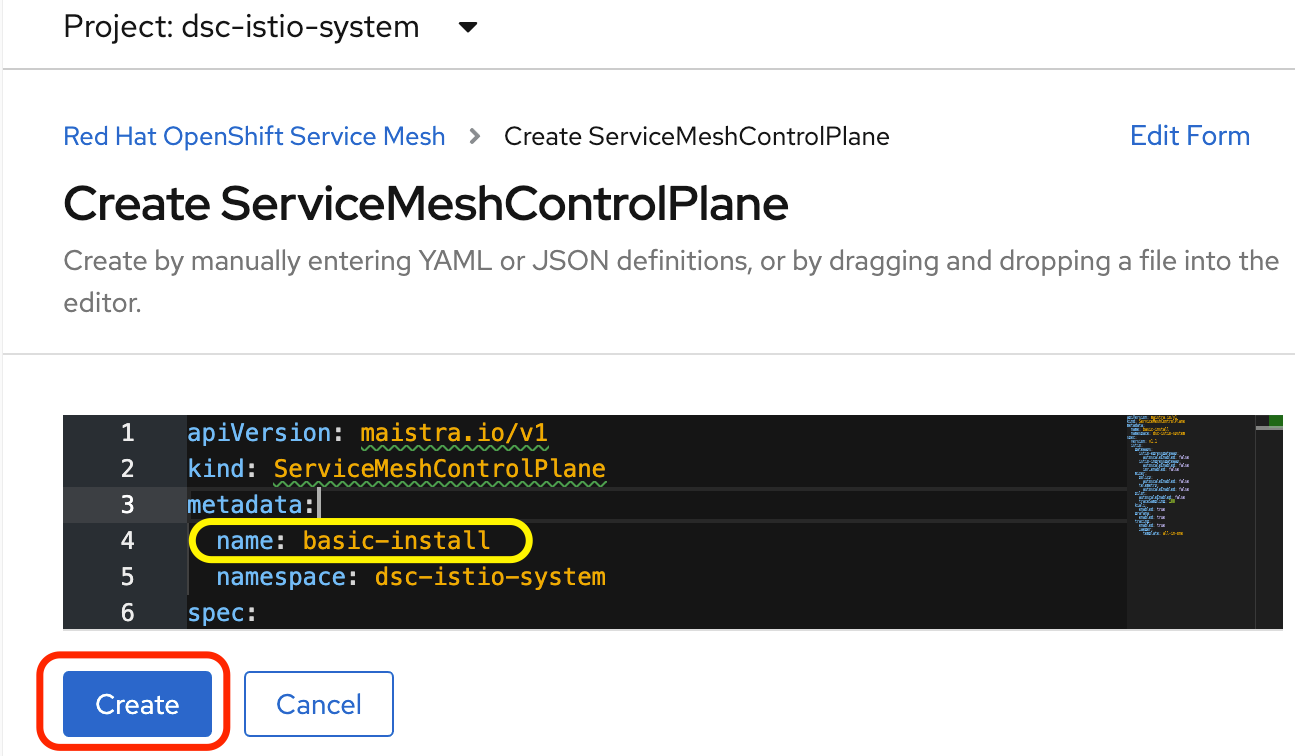 Project: dsc-istio-system
Red Hat OpenShift Service Mesh > Create ServiceMeshControlPlane
Edit Form
Create ServiceMeshControlPlane
Create by manually entering YAML or JSON definitions, or by dragging and dropping a file into the
editor.
1 apiVersion: maistra.io/v1
2 kind: ServiceMeshControlPlane
3 metadata:
4 name: basic-install
5 namespace: dsc-istio-system
6 spec:
Create
Cancel